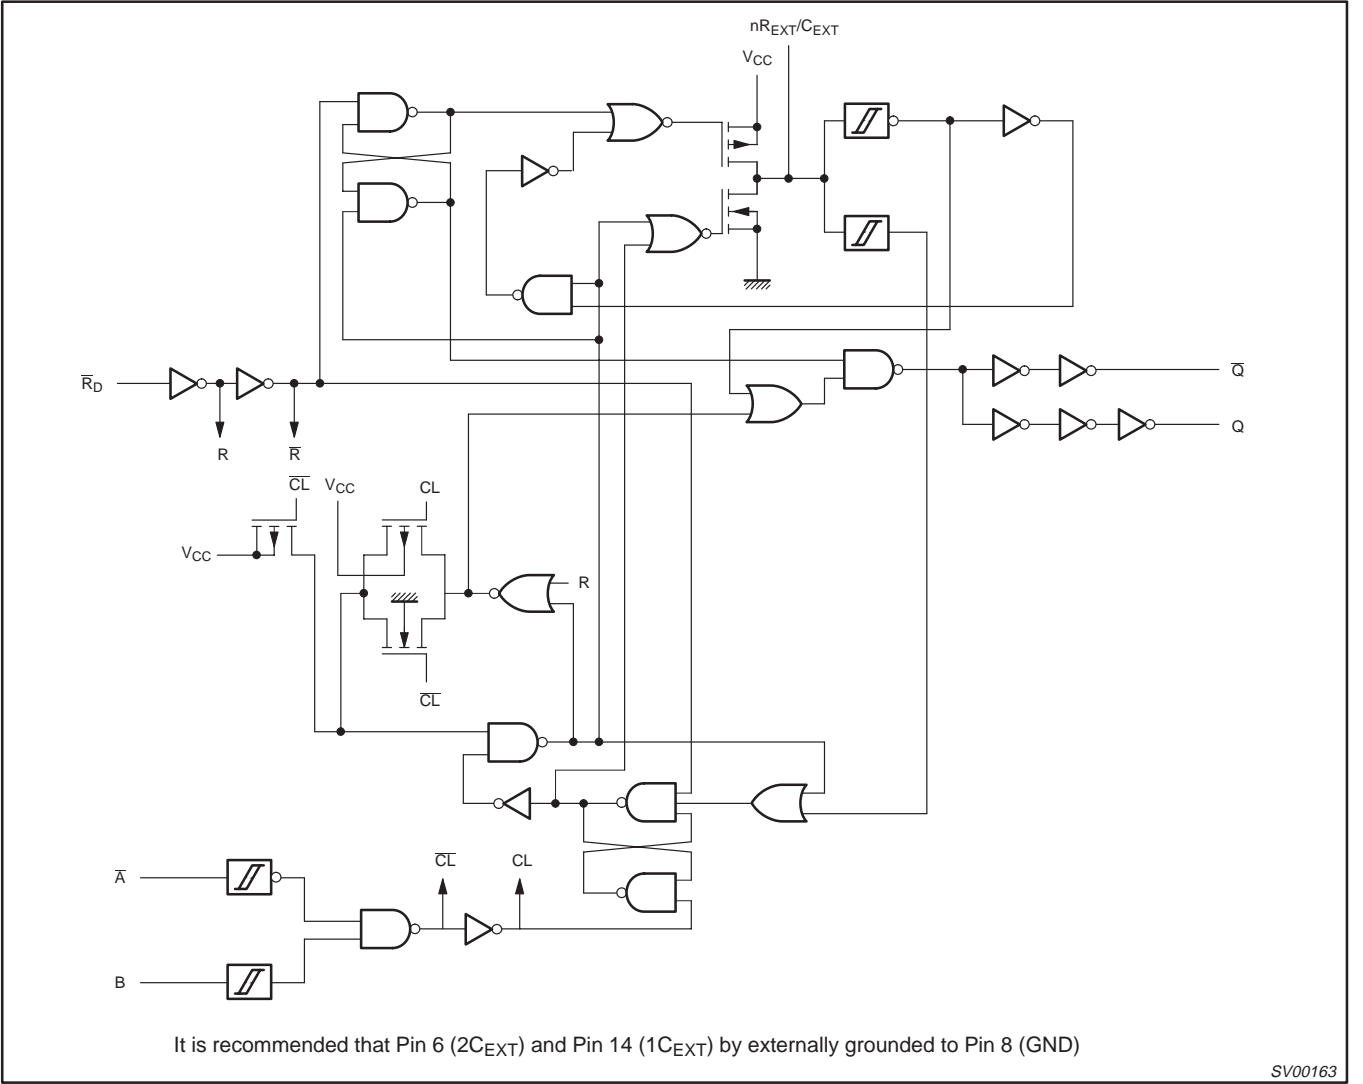 nR_EXT/C_EXT
V_CC
R̅_D
R
R̅
Q̅
Q
C̅L̅
V_CC
CL
V_CC
R
C̅L̅
A̅
C̅L̅
CL
B
It is recommended that Pin 6 (2C_EXT) and Pin 14 (1C_EXT) by externally grounded to Pin 8 (GND)
SV00163